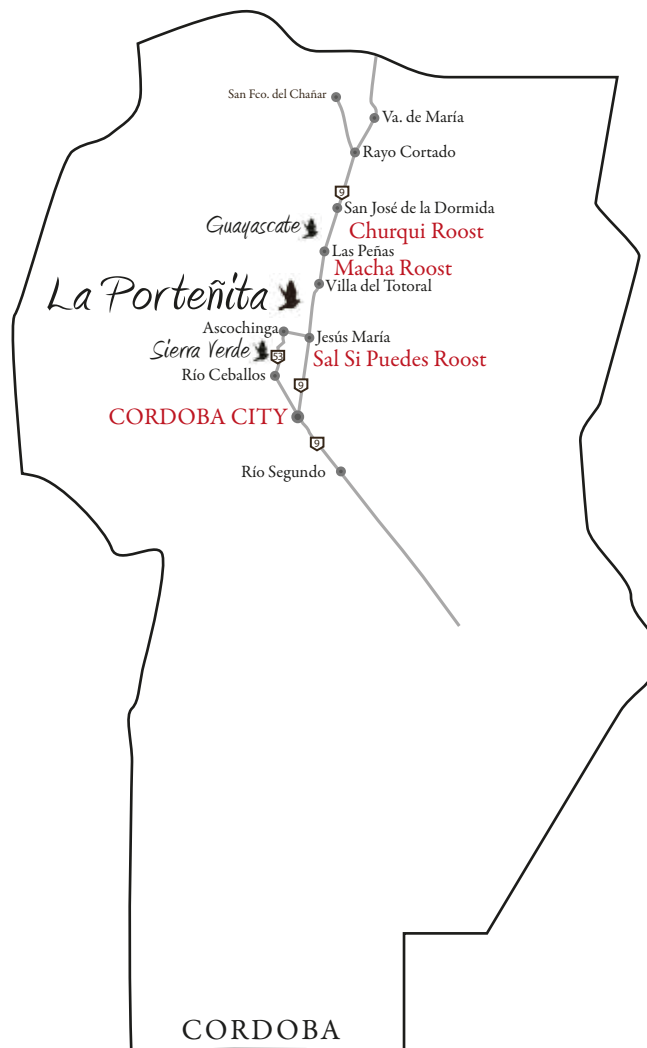 San Fco. del Chañar
Va. de María
Rayo Cortado
9
San José de la Dormida
Guayascate
Churqui Roost
Las Peñas
Macha Roost
La Porteñita
Villa del Totoral
Ascochinga
Jesús María
Sierra Verde
53
Sal Si Puedes Roost
Río Ceballos
9
CORDOBA CITY
9
Río Segundo
CORDOBA